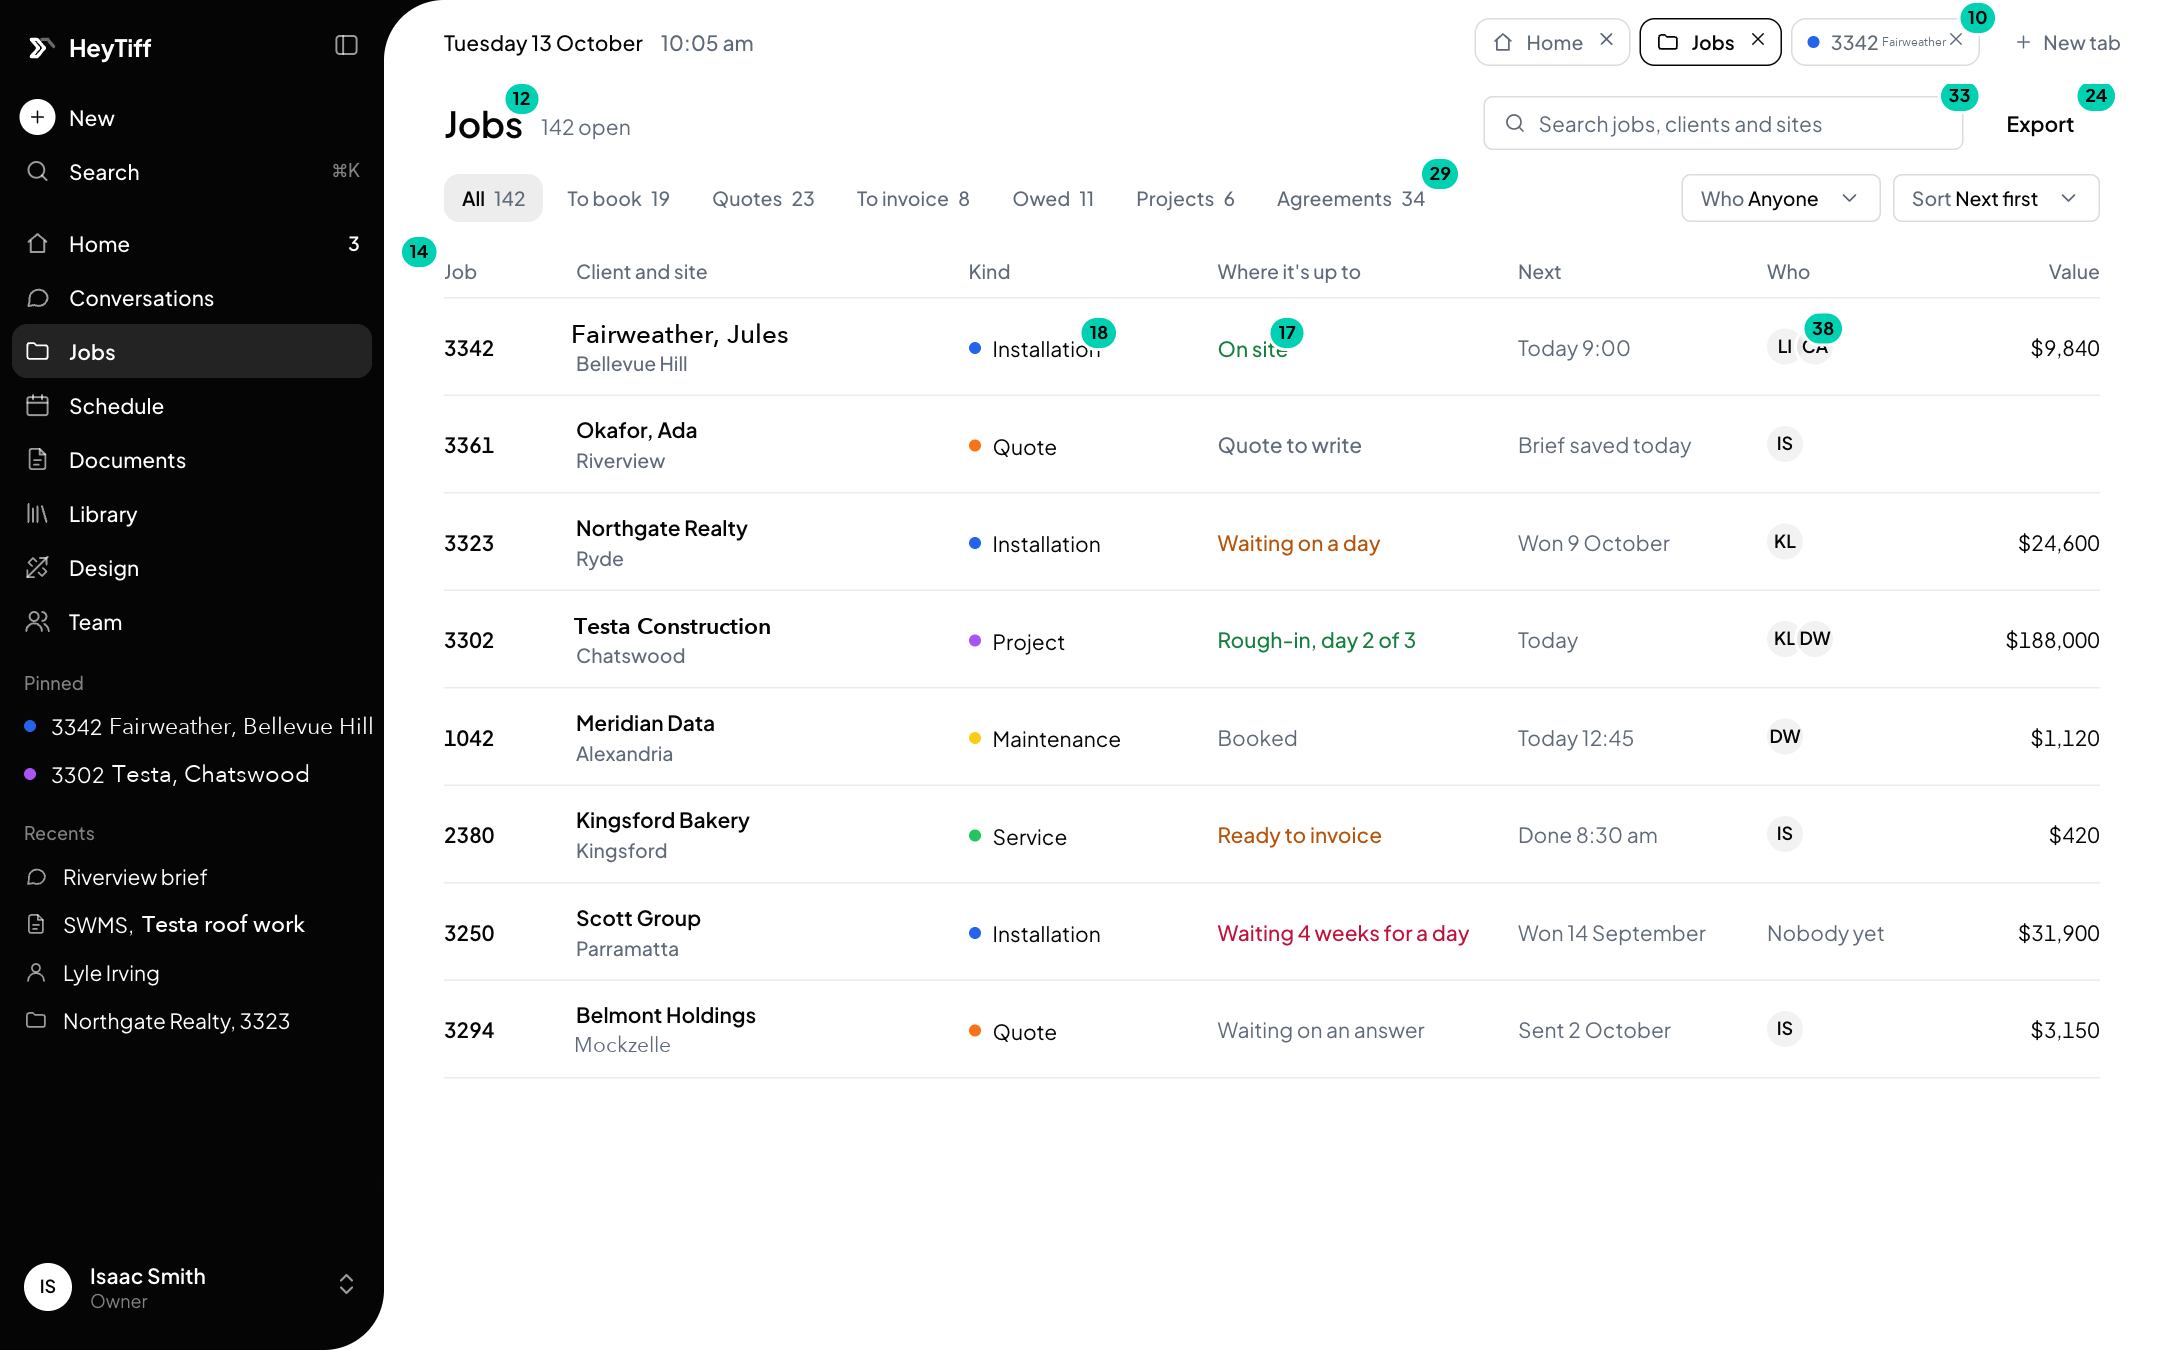 HeyTiff
New
Search ⌘K
Home 3
Conversations
Jobs
Schedule
Documents
Library
Design
Team
Pinned
3342 Fairweather, Bellevue Hill
3302 Testa, Chatswood
Recents
Riverview brief
SWMS, Testa roof work
Lyle Irving
Northgate Realty, 3323
IS Isaac Smith
Owner
Tuesday 13 October 10:05 am
Home Jobs 3342 Fairweather 10 + New tab
Jobs 12 142 open
Search jobs, clients and sites 33 Export 24
All 142 To book 19 Quotes 23 To invoice 8 Owed 11 Projects 6 Agreements 34 29 Who Anyone Sort Next first
14 Job Client and site Kind Where it's up to Next Who Value
3342 Fairweather, Jules Installation 18 On site 17 Today 9:00 LI CA 38 $9,840
Bellevue Hill
3361 Okafor, Ada Quote Quote to write Brief saved today IS
Riverview
3323 Northgate Realty Installation Waiting on a day Won 9 October KL $24,600
Ryde
3302 Testa Construction Project Rough-in, day 2 of 3 Today KL DW $188,000
Chatswood
1042 Meridian Data Maintenance Booked Today 12:45 DW $1,120
Alexandria
2380 Kingsford Bakery Service Ready to invoice Done 8:30 am IS $420
Kingsford
3250 Scott Group Installation Waiting 4 weeks for a day Won 14 September Nobody yet $31,900
Parramatta
3294 Belmont Holdings Quote Waiting on an answer Sent 2 October IS $3,150
Mockzelle